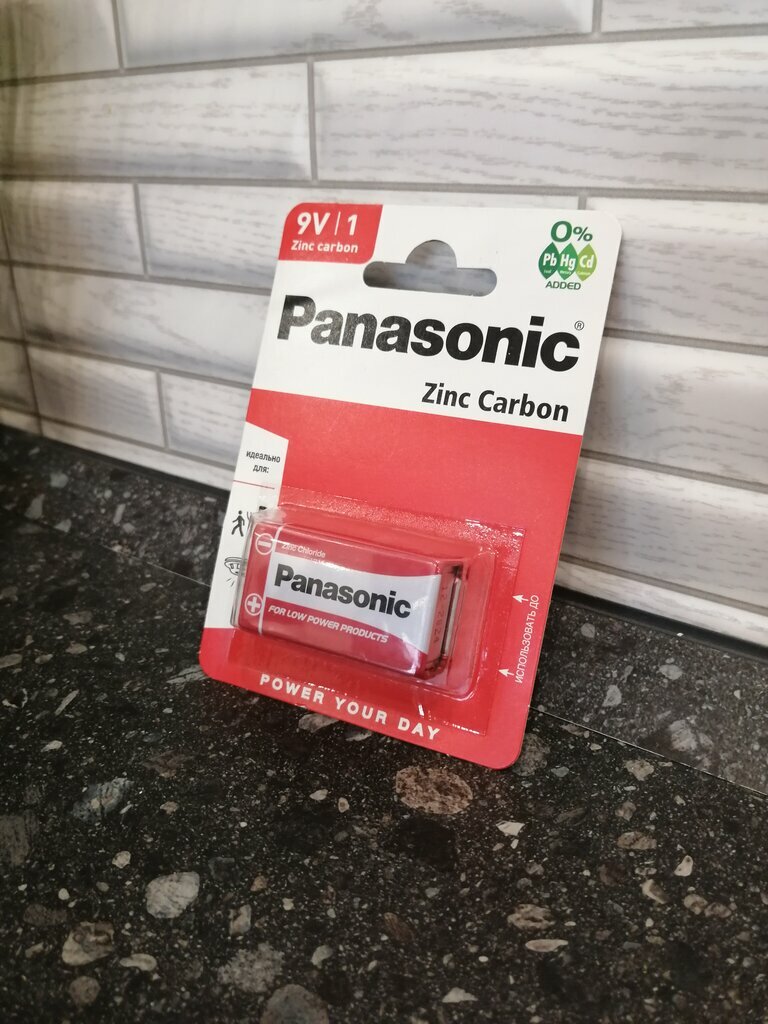 9V | 1
Zinc carbon
0%
Pb Hg Cd
ADDED
Panasonic®
Zinc Carbon
идеально
для:
Zinc Chloride
Panasonic
FOR LOW POWER PRODUCTS
ИСПОЛЬЗОВАТЬ ДО
POWER YOUR DAY